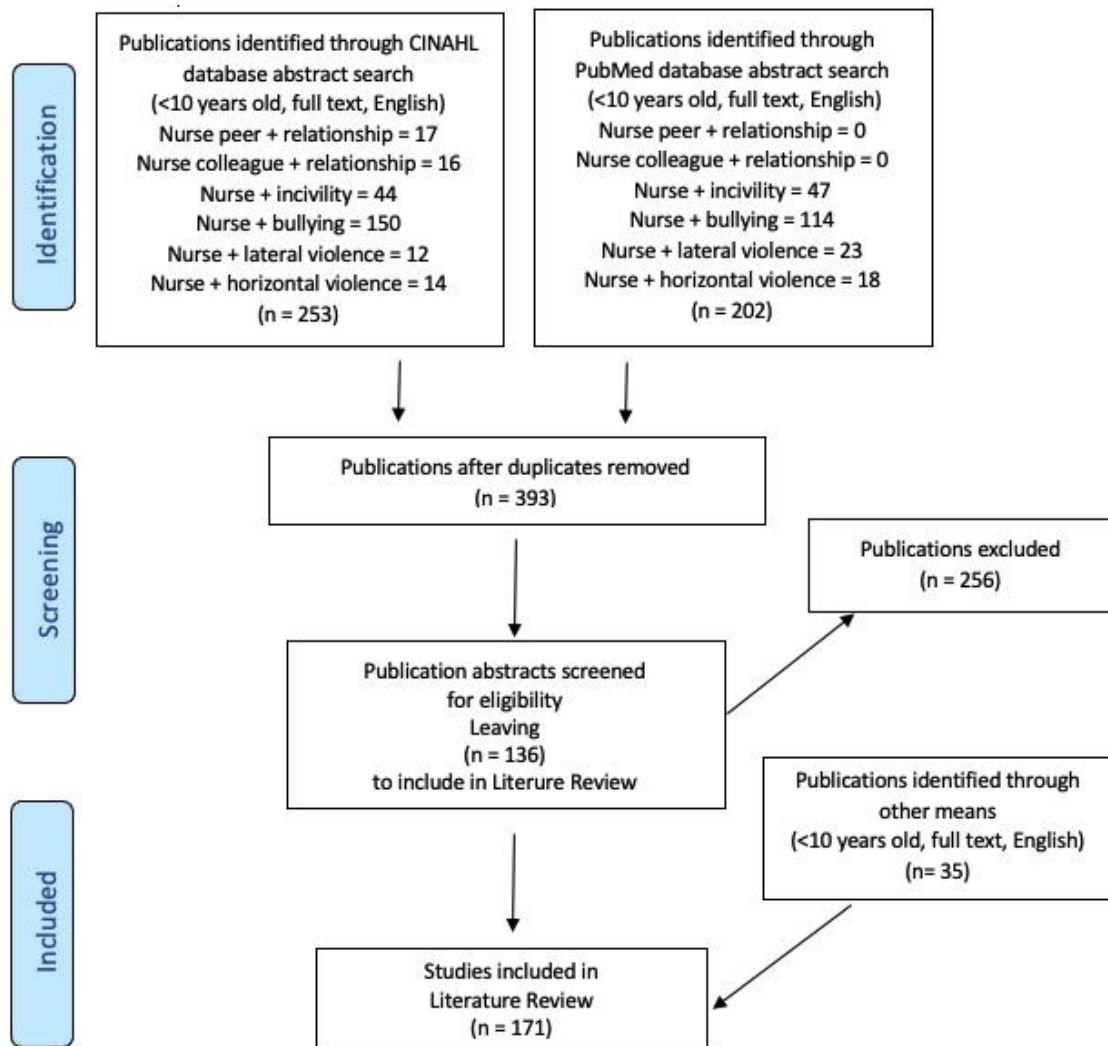 Identification
Publications identified through CINAHL
database abstract search
(<10 years old, full text, English)
Nurse peer + relationship = 17
Nurse colleague + relationship = 16
Nurse + incivility = 44
Nurse + bullying = 150
Nurse + lateral violence = 12
Nurse + horizontal violence = 14
(n = 253)
Publications identified through
PubMed database abstract search
(<10 years old, full text, English)
Nurse peer + relationship = 0
Nurse colleague + relationship = 0
Nurse + incivility = 47
Nurse + bullying = 114
Nurse + lateral violence = 23
Nurse + horizontal violence = 18
(n = 202)
Screening
Publications after duplicates removed
(n = 393)
Publications excluded
(n = 256)
Publication abstracts screened
for eligibility
Leaving
(n = 136)
to include in Literure Review
Included
Publications identified through
other means
(<10 years old, full text, English)
(n= 35)
Studies included in
Literature Review
(n = 171)